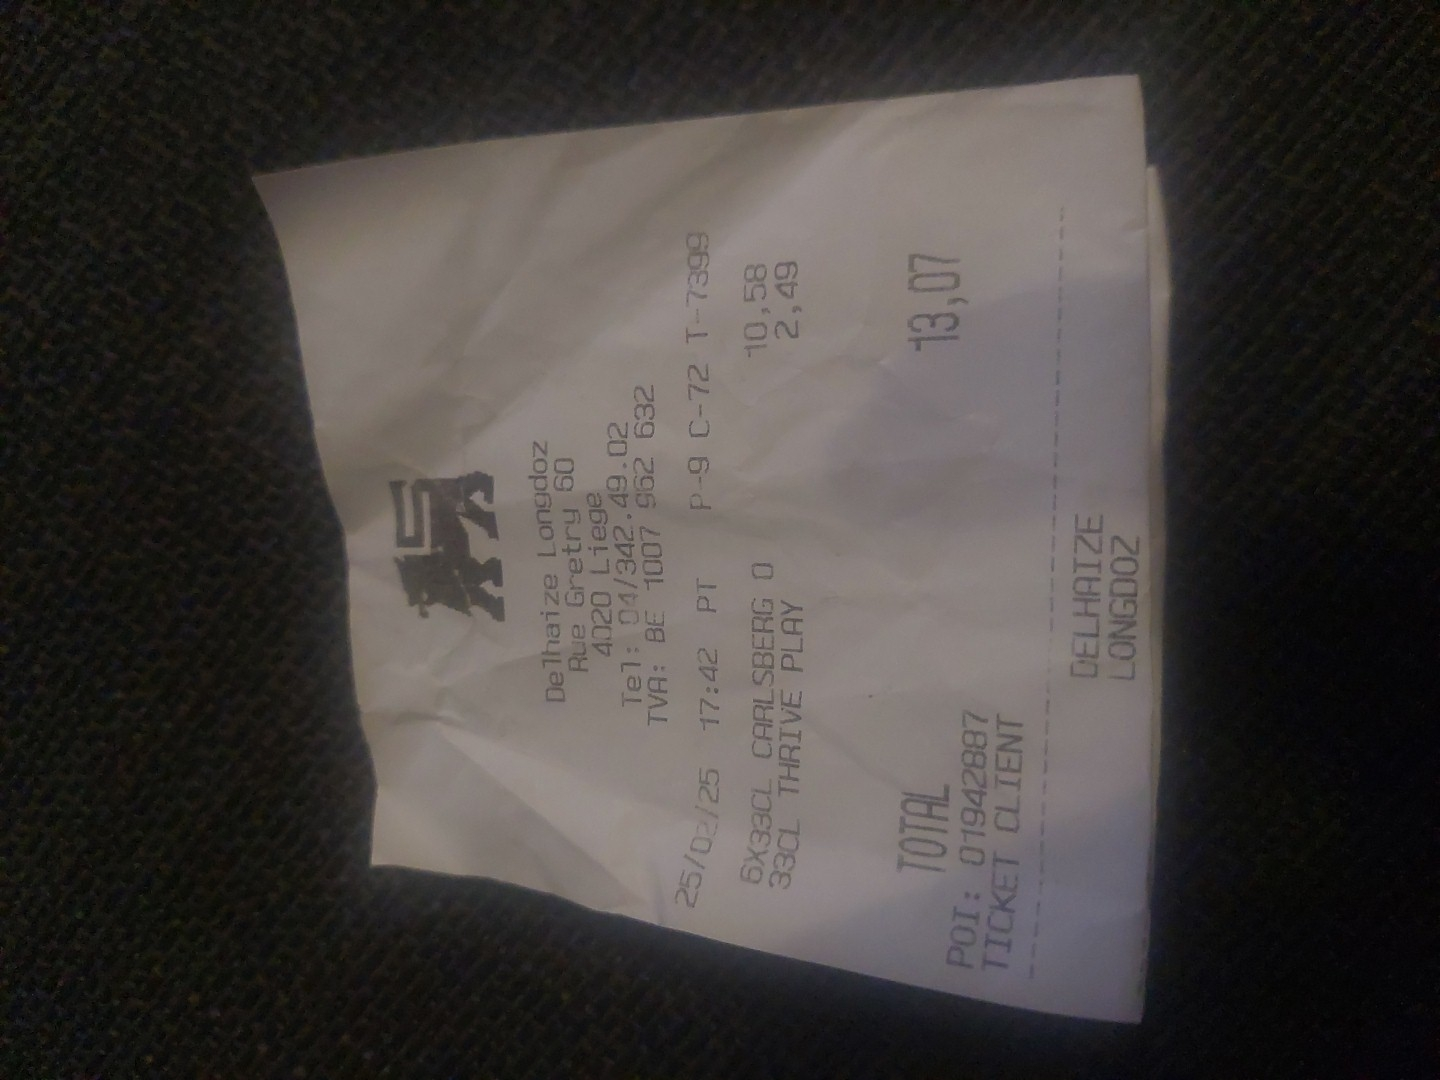 Delhaize Longdoz
Rue Gretry 60
4020 Liege
Tel: 04/342.49.02
TVA: BE 1007 962 632
25/02/25 17:42 PT P-9 C-72 T-7399
6X33CL CARLSBERG 0 10,58
33CL THRIVE PLAY 2,49
TOTAL 13,07
POI: 01942887
TICKET CLIENT
DELHAIZE
LONGDOZ